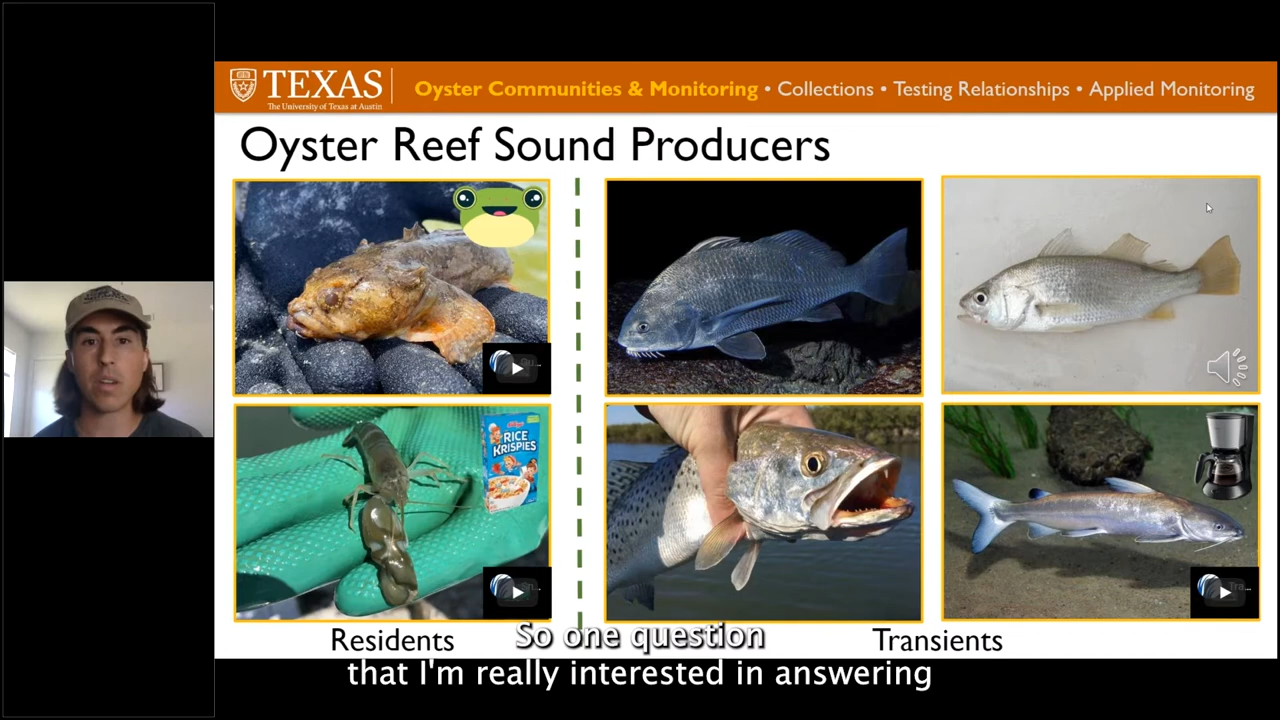 TEXAS
The University of Texas at Austin
Oyster Communities & Monitoring • Collections • Testing Relationships • Applied Monitoring
Oyster Reef Sound Producers
Kellogg's
RICE
KRISPIES
Residents
Transients
So one question
that I'm really interested in answering